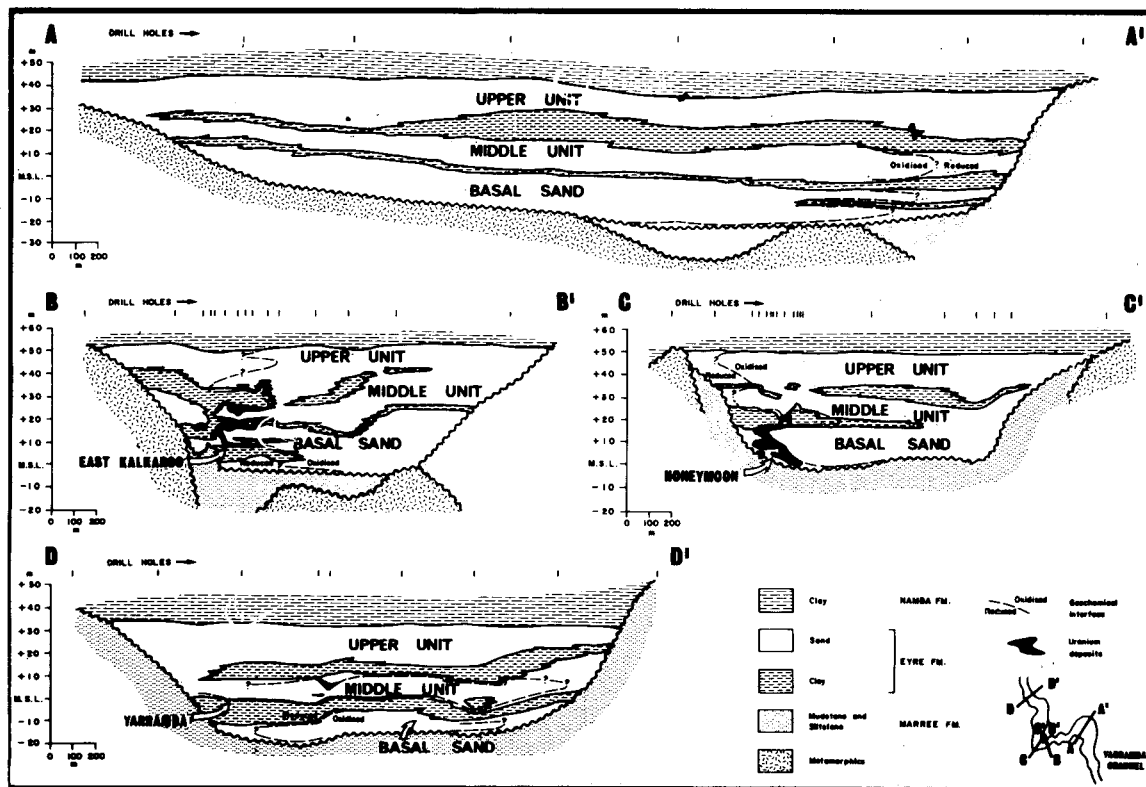 A
DRILL HOLES
A'
m
+50
+40
+30
+20
+10
M.S.L.
-10
-20
-30
0 100 200
m
UPPER UNIT
MIDDLE UNIT
BASAL SAND
Oxidised ? Reduced
?
?
B
DRILL HOLES
B'
m
+60
+50
+40
+30
+20
+10
M.S.L.
-10
-20
0 100 200
m
?
?
UPPER UNIT
MIDDLE UNIT
BASAL SAND
EAST KALKAROO
Reduced Oxidised
C
DRILL HOLES
C'
m
+60
+50
+40
+30
+20
+10
M.S.L.
-10
-20
0 100 200
m
?
Reduced Oxidised
UPPER UNIT
MIDDLE UNIT
BASAL SAND
HONEYMOON
D
DRILL HOLES
D'
m
+50
+40
+30
+20
+10
M.S.L.
-10
-20
0 100 200
m
UPPER UNIT
MIDDLE UNIT
?
?
?
YARRAMBA
Oxidised
?
?
BASAL SAND
Clay NAMBA FM.
Sand
EYRE FM.
Clay
Mudstone and
Siltstone
MARREE FM.
Metamorphics
Oxidised
Reduced
Geochemical
Interface
Uranium
deposits
D'
D
A'
C
B
A
YARRAMBA
CHANNEL